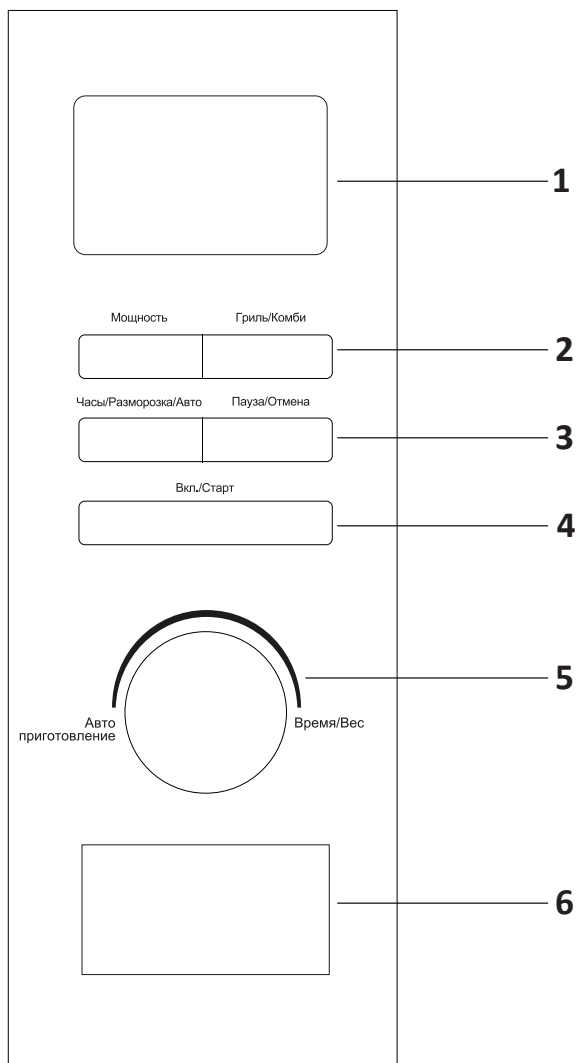 1
Мощность Гриль/Комби
2
Часы/Разморозка/Авто Пауза/Отмена
3
Вкл./Старт
4
5
Авто
приготовление
Время/Вес
6